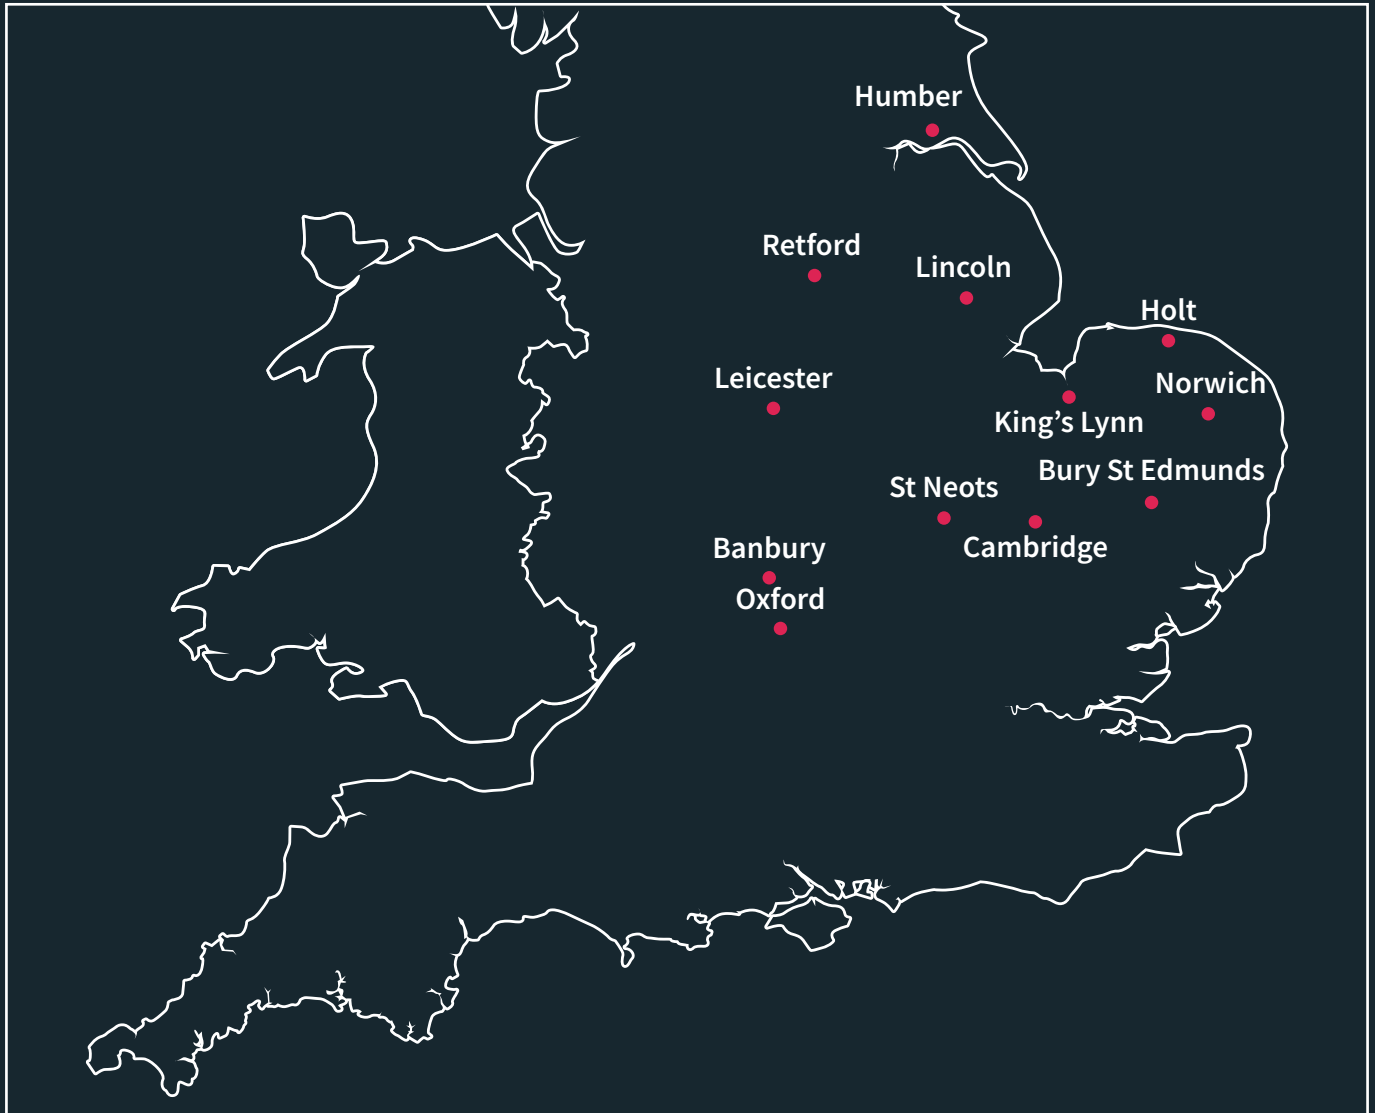 Humber
Retford
Lincoln
Holt
Leicester
Norwich
King’s Lynn
Bury St Edmunds
St Neots
Cambridge
Banbury
Oxford